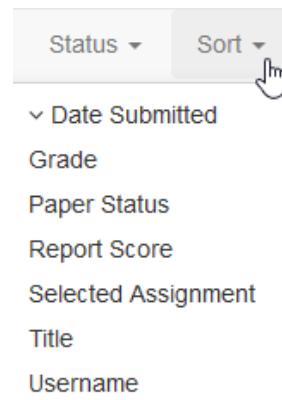 Status Sort
Date Submitted
Grade
Paper Status
Report Score
Selected Assignment
Title
Username